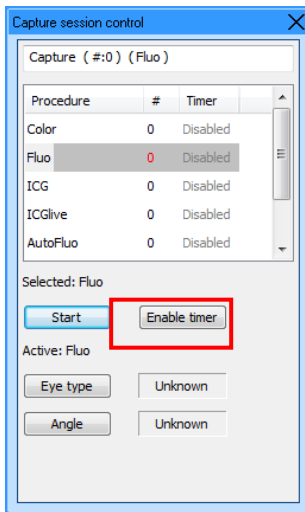 Capture session control
Capture ( #:0 ) ( Fluo )
Procedure # Timer
Color 0 Disabled
Fluo 0 Disabled
ICG 0 Disabled
ICGlive 0 Disabled
AutoFluo 0 Disabled
Selected: Fluo
Start Enable timer
Active: Fluo
Eye type Unknown
Angle Unknown